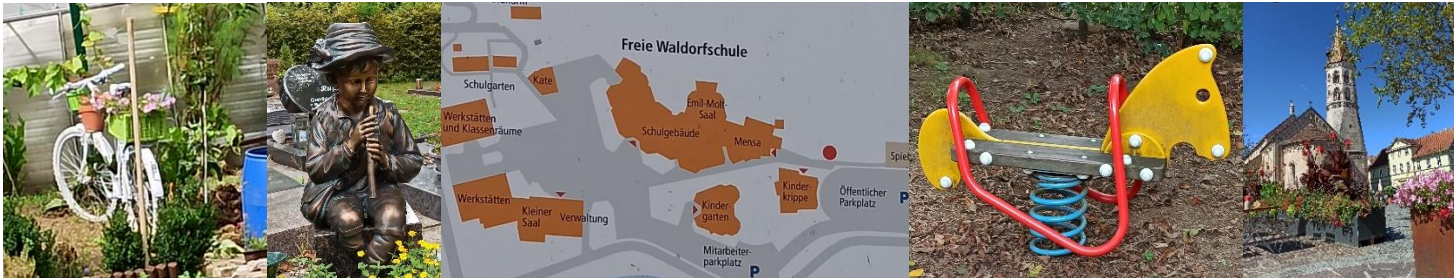 Freie Waldorfschule
Schulgarten
Kate
Werkstätten
und Klassenräume
Emil-Molt-
Saal
Schulgebäude
Mensa
Werkstätten
Kleiner
Saal
Verwaltung
Kinder-
garten
Kinder-
krippe
Öffentlicher
Parkplatz
P
Mitarbeiter-
parkplatz
P